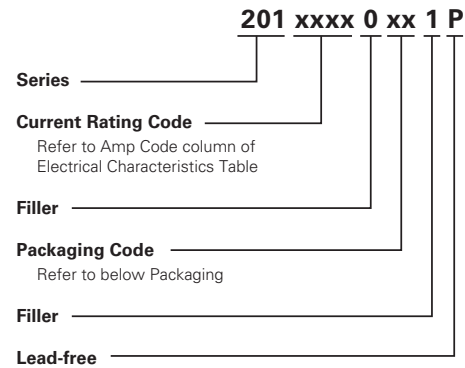 201 xxxx 0 xx 1 P
Series
Current Rating Code
Refer to Amp Code column of
Electrical Characteristics Table
Filler
Packaging Code
Refer to below Packaging
Filler
Lead-free